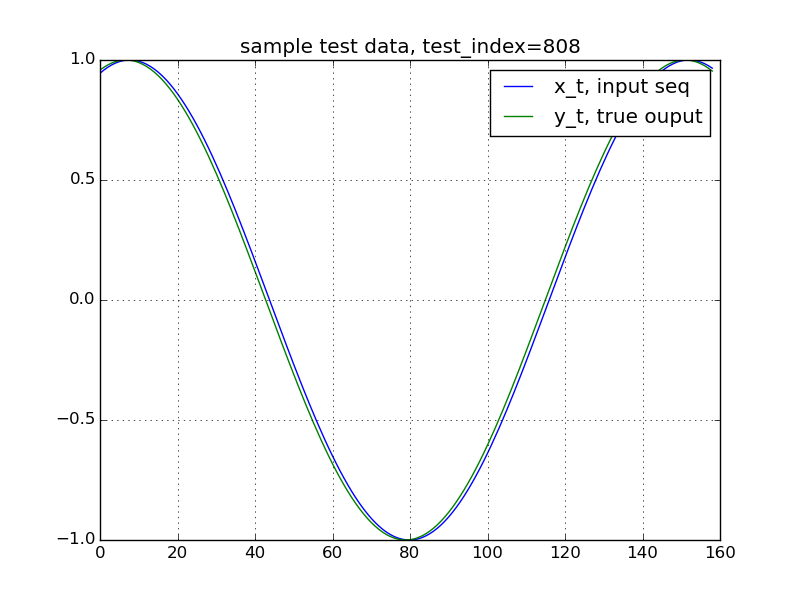 sample test data, test_index=808
x_t, input seq
y_t, true ouput
1.0
0.5
0.0
−0.5
−1.0
0 20 40 60 80 100 120 140 160